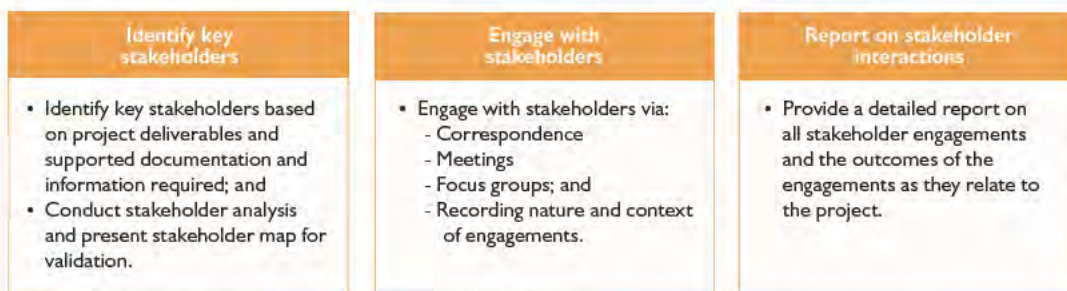 Identify key
stakeholders
• Identify key stakeholders based
on project deliverables and
supported documentation and
information required; and
• Conduct stakeholder analysis
and present stakeholder map for
validation.
Engage with
stakeholders
• Engage with stakeholders via:
- Correspondence
- Meetings
- Focus groups; and
- Recording nature and context
of engagements.
Report on stakeholder
interactions
• Provide a detailed report on
all stakeholder engagements
and the outcomes of the
engagements as they relate to
the project.